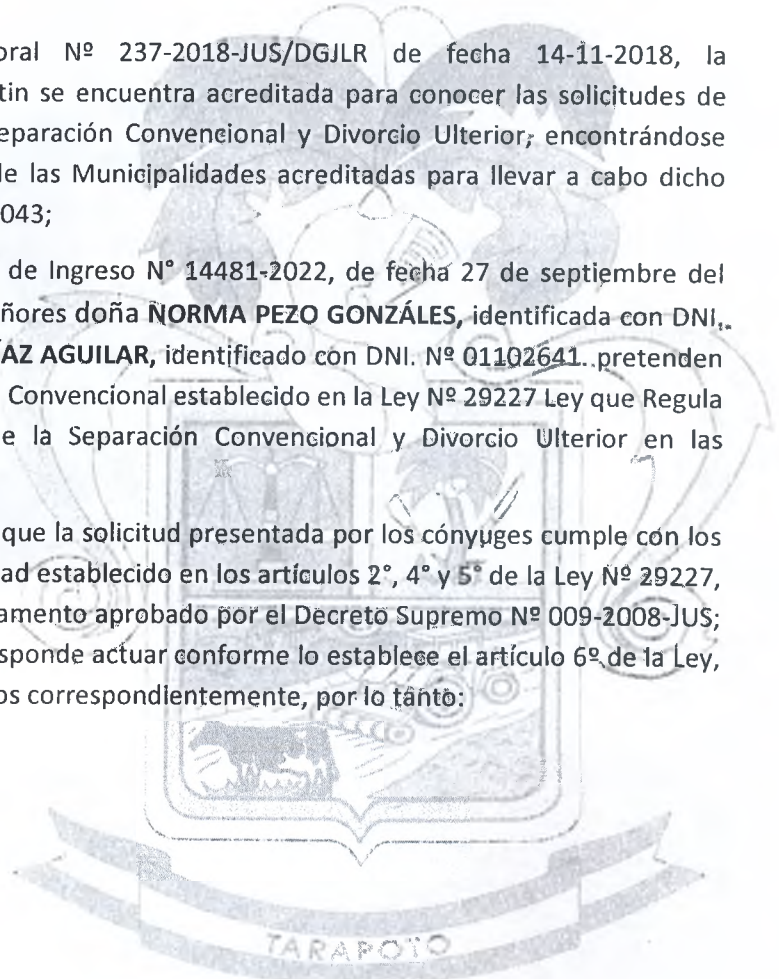 oral Nº 237-2018-JUS/DGJLR de fecha 14-11-2018, la
tin se encuentra acreditada para conocer las solicitudes de
eparación Convencional y Divorcio Ulterior; encontrándose
le las Municipalidades acreditadas para llevar a cabo dicho
043;
de Ingreso N° 14481-2022, de fecha 27 de septiembre del
ñores doña NORMA PEZO GONZÁLES, identificada con DNI.
AZ AGUILAR, identificado con DNI. Nº 01102641 pretenden
Convencional establecido en la Ley Nº 29227 Ley que Regula
e la Separación Convencional y Divorcio Ulterior en las
que la solicitud presentada por los cónyuges cumple con los
ad establecido en los artículos 2°, 4° y 5° de la Ley Nº 29227,
amento aprobado por el Decreto Supremo Nº 009-2008-JUS;
sponde actuar conforme lo establece el artículo 6º de la Ley,
os correspondientemente, por lo tanto:
TARAPOTO